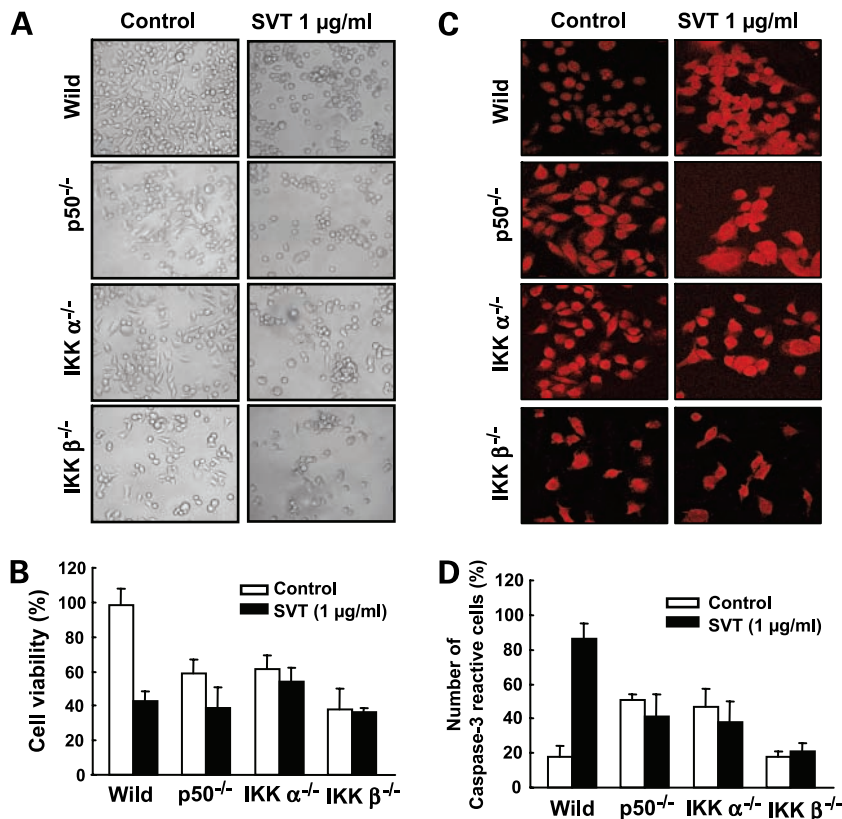 A
Control SVT 1 µg/ml
Wild
p50-/-
IKK α-/-
IKK β-/-
B
Cell viability (%)
120
100
80
60
40
20
0
Control
SVT (1 µg/ml)
Wild p50-/- IKK α-/- IKK β-/-
C
Control SVT 1 µg/ml
Wild
p50-/-
IKK α-/-
IKK β-/-
D
Number of
Caspase-3 reactive cells (%)
120
100
80
60
40
20
0
Control
SVT (1 µg/ml)
Wild p50-/- IKK α-/- IKK β-/-